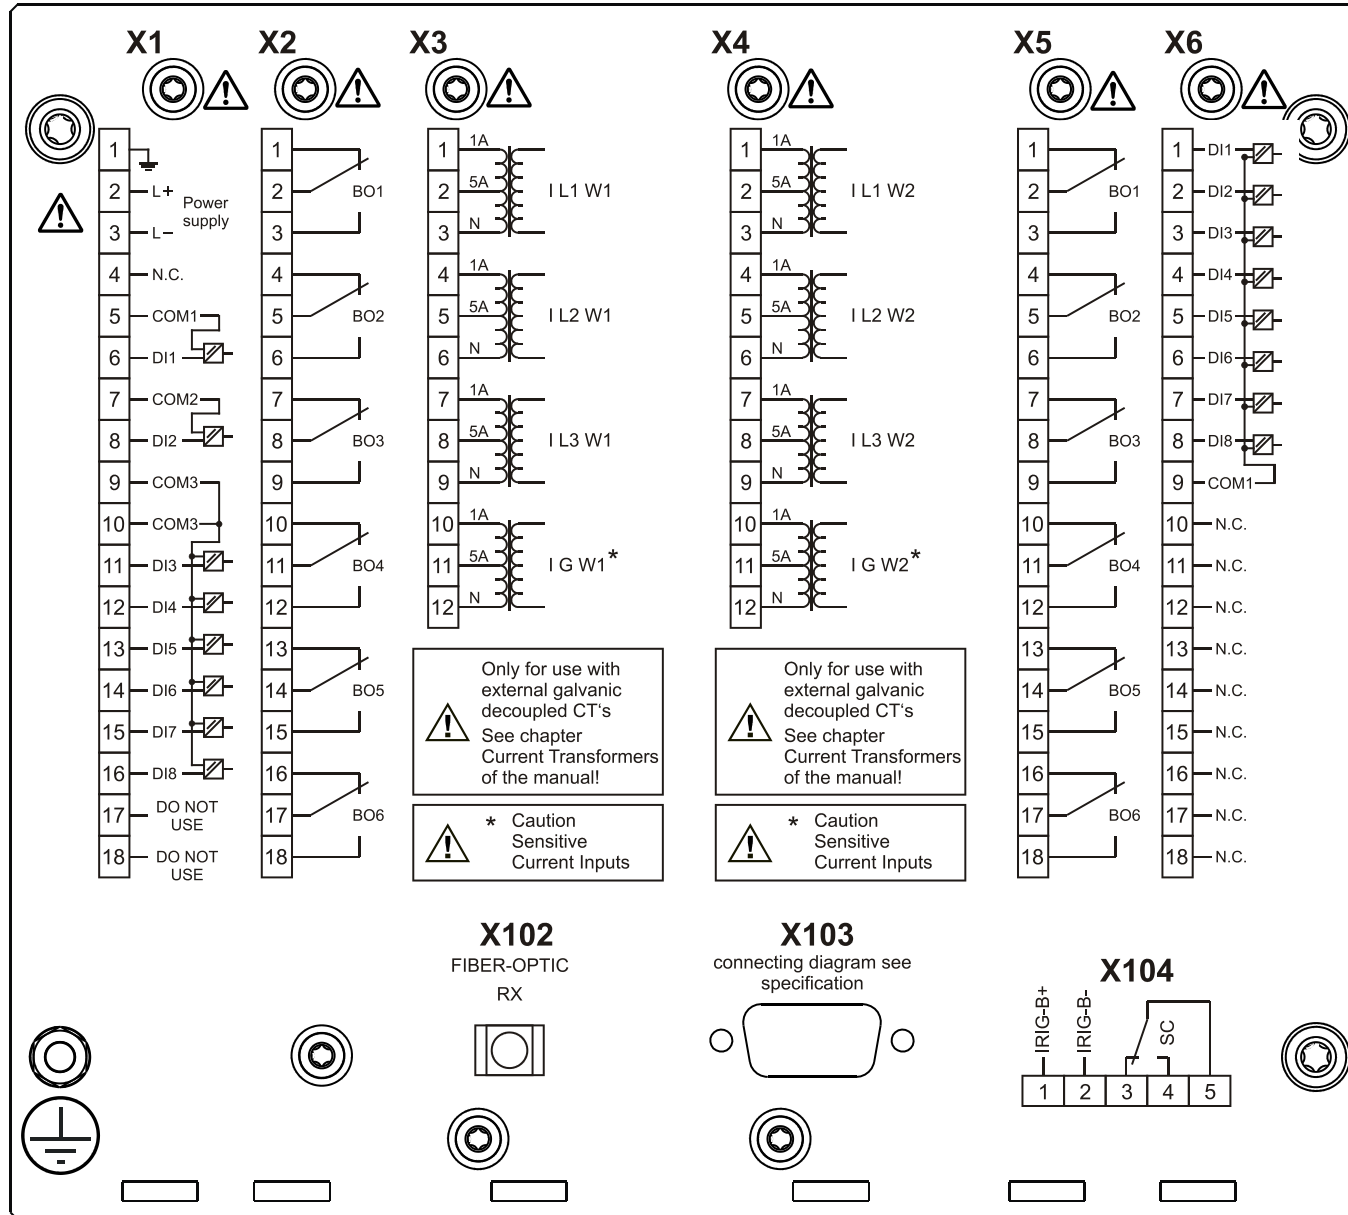 X1 X2 X3 X4 X5 X6
1
2 L+
Power
supply
3 L–
4 N.C.
5 COM1
6 DI1
7 COM2
8 DI2
9 COM3
10 COM3
11 DI3
12 DI4
13 DI5
14 DI6
15 DI7
16 DI8
17 DO NOT
USE
18 DO NOT
USE
1
2 BO1
3
4
5 BO2
6
7
8 BO3
9
10
11 BO4
12
13
14 BO5
15
16
17 BO6
18
1 1A
2 5A I L1 W1
3 N
4 1A
5 5A I L2 W1
6 N
7 1A
8 5A I L3 W1
9 N
10 1A
11 5A I G W1*
12 N
Only for use with
external galvanic
decoupled CT's
See chapter
Current Transformers
of the manual!
* Caution
Sensitive
Current Inputs
1 1A
2 5A I L1 W2
3 N
4 1A
5 5A I L2 W2
6 N
7 1A
8 5A I L3 W2
9 N
10 1A
11 5A I G W2*
12 N
Only for use with
external galvanic
decoupled CT's
See chapter
Current Transformers
of the manual!
* Caution
Sensitive
Current Inputs
1
2 BO1
3
4
5 BO2
6
7
8 BO3
9
10
11 BO4
12
13
14 BO5
15
16
17 BO6
18
1 DI1
2 DI2
3 DI3
4 DI4
5 DI5
6 DI6
7 DI7
8 DI8
9 COM1
10 N.C.
11 N.C.
12 N.C.
13 N.C.
14 N.C.
15 N.C.
16 N.C.
17 N.C.
18 N.C.
X102
FIBER-OPTIC
RX
X103
connecting diagram see
specification
X104
IRIG-B+
IRIG-B-
SC
1 2 3 4 5